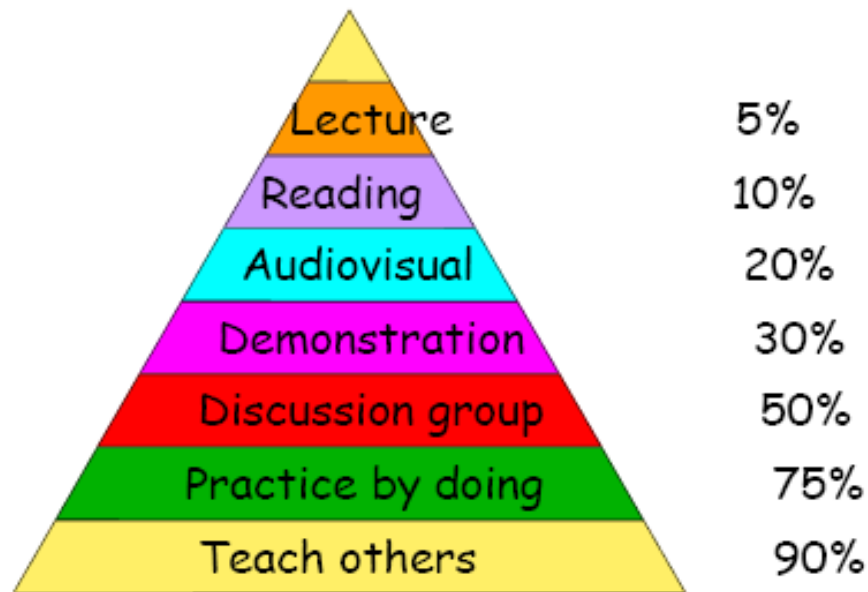 Lecture 5%
Reading 10%
Audiovisual 20%
Demonstration 30%
Discussion group 50%
Practice by doing 75%
Teach others 90%